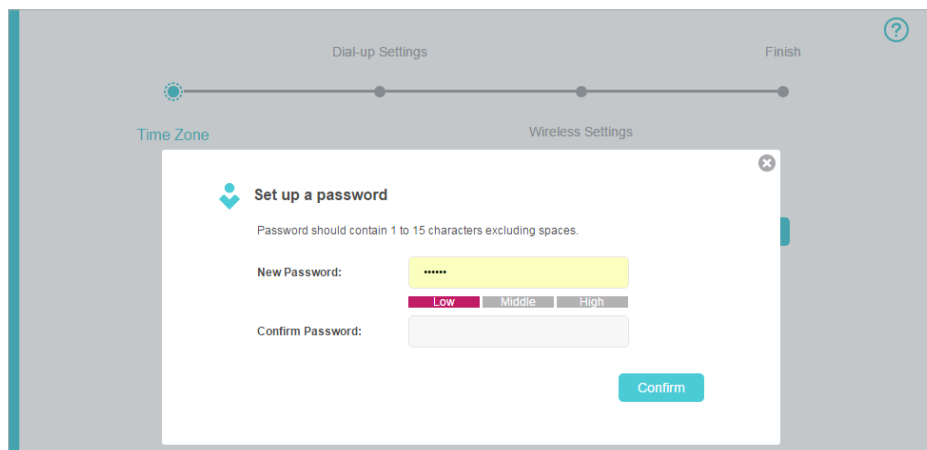 ?
Dial-up Settings
Finish
Time Zone
Wireless Settings
Set up a password
Password should contain 1 to 15 characters excluding spaces.
New Password:
••••••
Low Middle High
Confirm Password:
Confirm